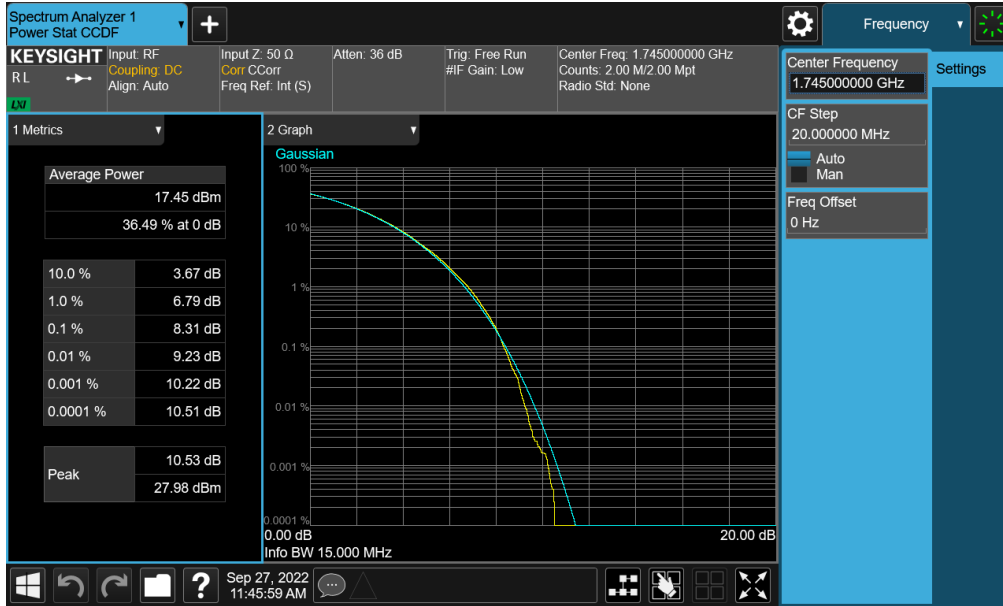 Spectrum Analyzer 1
Power Stat CCDF
Frequency
KEYSIGHT
R L
LXI
Input: RF
Coupling: DC
Align: Auto
Input Z: 50 Ω
Corr CCorr
Freq Ref: Int (S)
Atten: 36 dB
Trig: Free Run
#IF Gain: Low
Center Freq: 1.745000000 GHz
Counts: 2.00 M/2.00 Mpt
Radio Std: None
Center Frequency
1.745000000 GHz
Settings
CF Step
20.000000 MHz
Auto
Man
Freq Offset
0 Hz
1 Metrics
Average Power
17.45 dBm
36.49 % at 0 dB
10.0 % 3.67 dB
1.0 % 6.79 dB
0.1 % 8.31 dB
0.01 % 9.23 dB
0.001 % 10.22 dB
0.0001 % 10.51 dB
Peak
10.53 dB
27.98 dBm
2 Graph
Gaussian
100 %
10 %
1 %
0.1 %
0.01 %
0.001 %
0.0001 %
0.00 dB
20.00 dB
Info BW 15.000 MHz
?
Sep 27, 2022
11:45:59 AM